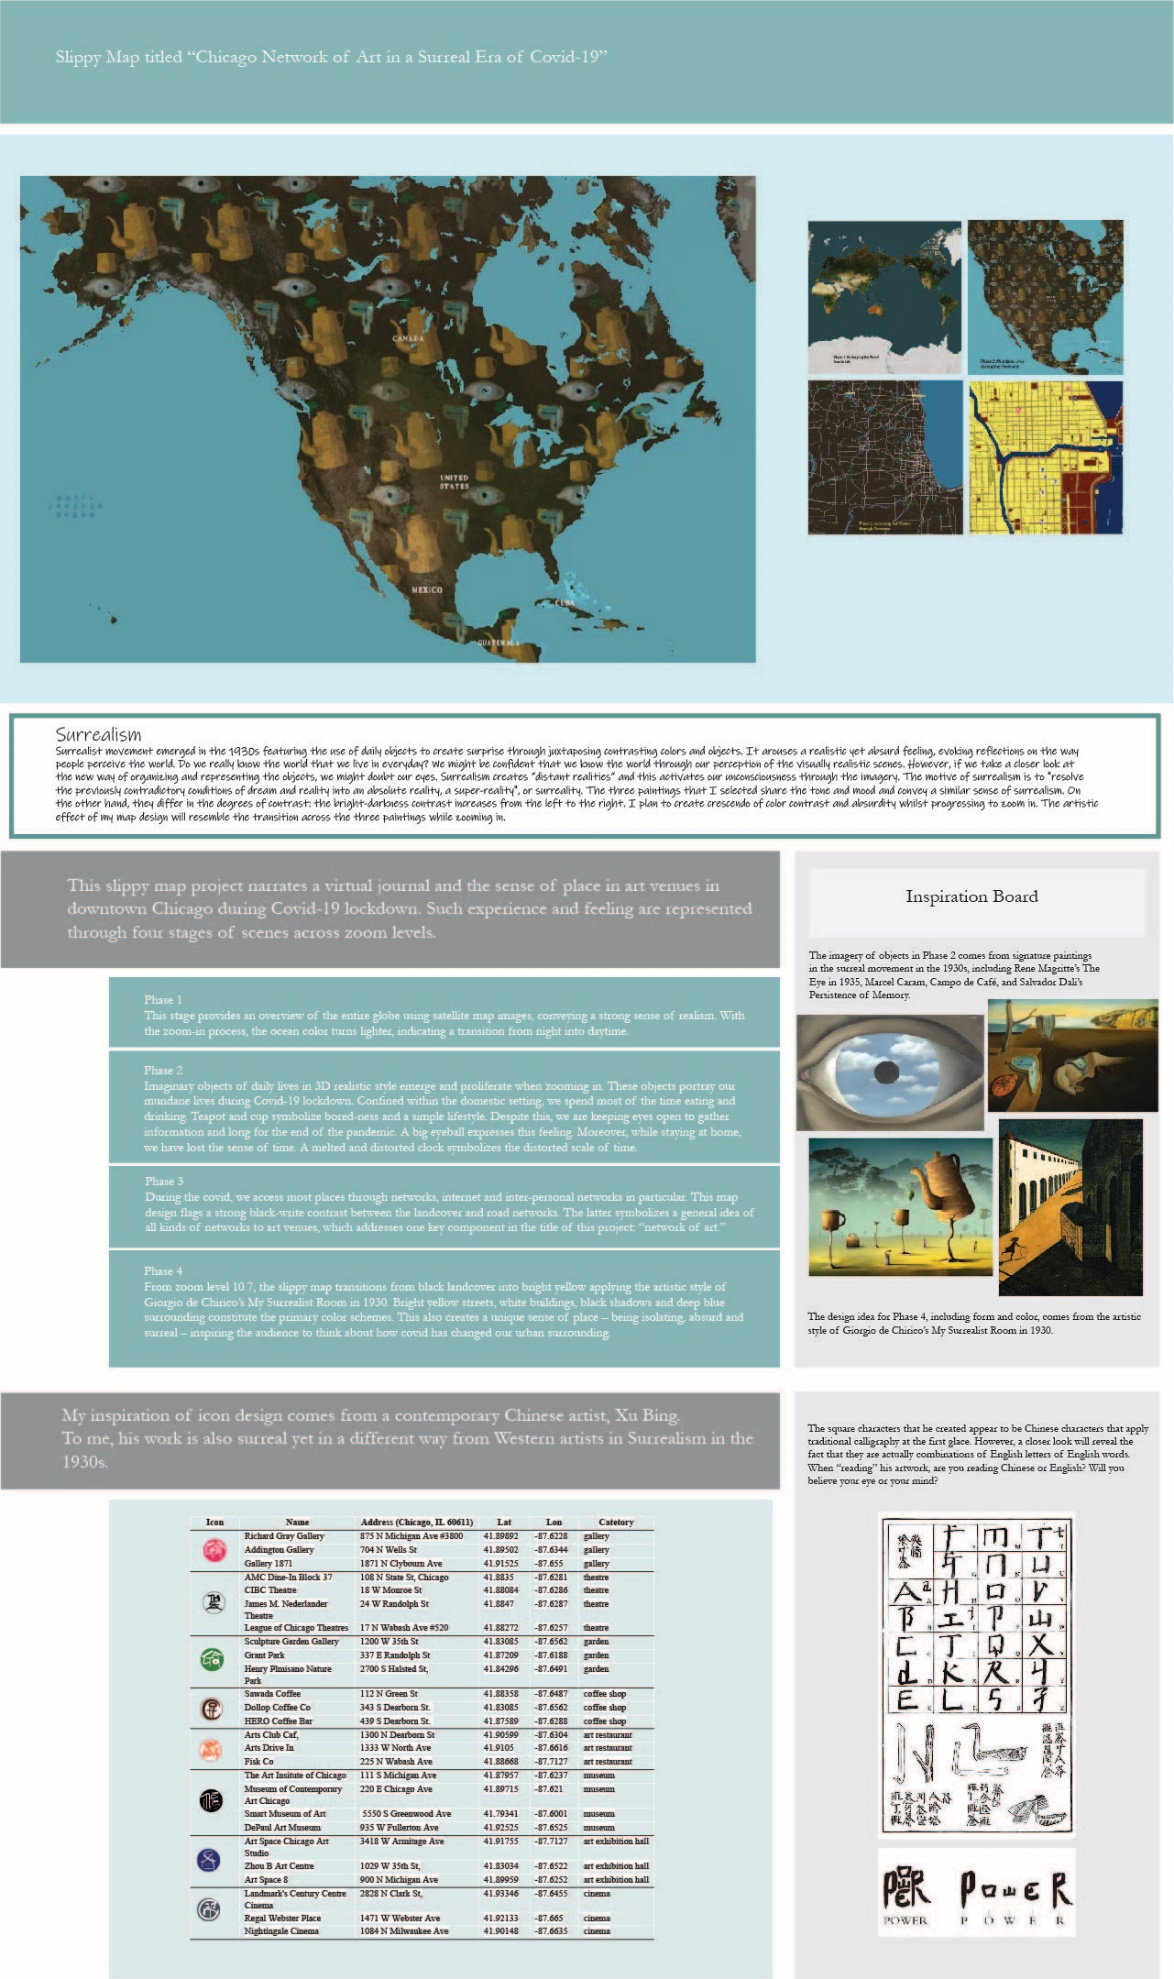 Slippy Map titled “Chicago Network of Art in a Surreal Era of Covid-19”
CANADA
UNITED
STATES
MEXICO
CUBA
GUATEMALA
Surrealism
Surrealist movement emerged in the 1930s featuring the use of daily objects to create surprise through juxtaposing contrasting colors and objects. It arouses a realistic yet absurd feeling, evoking reflections on the way
people perceive the world. Do we really know the world that we live in everyday? We might be confident that we know the world through our perception of the visually realistic scenes. However, if we take a closer look at
the new way of organizing and representing the objects, we might doubt our eyes. Surrealism creates "distant realities" and this activates our unconsciousness through the imagery. The motive of surrealism is to "resolve
the previously contradictory conditions of dream and reality into an absolute reality, a super-reality", or surreality. The three paintings that I selected share the tone and mood and convey a similar sense of surrealism. On
the other hand, they differ in the degrees of contrast: the bright-darkness contrast increases from the left to the right. I plan to create crescendo of color contrast and absurdity whilst progressing to zoom in. The artistic
effect of my map design will resemble the transition across the three paintings while zooming in.
This slippy map project narrates a virtual journal and the sense of place in art venues in
downtown Chicago during Covid-19 lockdown. Such experience and feeling are represented
through four stages of scenes across zoom levels.
Phase 1
This stage provides an overview of the entire globe using satellite map images, conveying a strong sense of realism. With
the zoom-in process, the ocean color turns lighter, indicating a transition from night into daytime.
Phase 2
Imaginary objects of daily lives in 3D realistic style emerge and proliferate when zooming in. These objects portray our
mundane lives during Covid-19 lockdown. Confined within the domestic setting, we spend most of the time eating and
drinking. Teapot and cup symbolize bored-ness and a simple lifestyle. Despite this, we are keeping eyes open to gather
information and long for the end of the pandemic. A big eyeball expresses this feeling. Moreover, while staying at home,
we have lost the sense of time. A melted and distorted clock symbolizes the distorted scale of time.
Phase 3
During the covid, we access most places through networks, internet and inter-personal networks in particular. This map
design flags a strong black-write contrast between the landcover and road networks. The latter symbolizes a general idea of
all kinds of networks to art venues, which addresses one key component in the title of this project: “network of art.”
Phase 4
From zoom level 10.7, the slippy map transitions from black landcover into bright yellow applying the artistic style of
Giorgio de Chirico’s My Surrealist Room in 1930. Bright yellow streets, white buildings, black shadows and deep blue
surrounding constitute the primary color schemes. This also creates a unique sense of place – being isolating, absurd and
surreal – inspiring the audience to think about how covid has changed our urban surrounding.
Inspiration Board
The imagery of objects in Phase 2 comes from signature paintings
in the surreal movement in the 1930s, including Rene Magritte’s The
Eye in 1935, Marcel Caram, Campo de Café, and Salvador Dali’s
Persistence of Memory.
The design idea for Phase 4, including form and color, comes from the artistic
style of Giorgio de Chirico’s My Surrealist Room in 1930.
My inspiration of icon design comes from a contemporary Chinese artist, Xu Bing.
To me, his work is also surreal yet in a different way from Western artists in Surrealism in the
1930s.
The square characters that he created appear to be Chinese characters that apply
traditional calligraphy at the first glace. However, a closer look will reveal the
fact that they are actually combinations of English letters of English words.
When “reading” his artwork, are you reading Chinese or English? Will you
believe your eye or your mind?
Icon Name Address (Chicago, IL 60611) Lat Lon Catetory
Richard Gray Gallery 875 N Michigan Ave #3800 41.89892 -87.6228 gallery
Addington Gallery 704 N Wells St 41.89502 -87.6344 gallery
Gallery 1871 1871 N Clybourn Ave 41.91525 -87.655 gallery
AMC Dine-In Block 37 108 N State St, Chicago 41.8835 -87.6281 theatre
CIBC Theatre 18 W Monroe St 41.88084 -87.6286 theatre
James M. Nederlander 24 W Randolph St 41.8847 -87.6287 theatre
Theatre
League of Chicago Theatres 17 N Wabash Ave #520 41.88272 -87.6257 theatre
Sculpture Garden Gallery 1200 W 35th St 41.83085 -87.6562 garden
Grant Park 337 E Randolph St 41.87209 -87.6188 garden
Henry Plmisano Nature 2700 S Halsted St, 41.84296 -87.6491 garden
Park
Sawada Coffee 112 N Green St 41.88358 -87.6487 coffee shop
Dollop Coffee Co 343 S Dearborn St. 41.83085 -87.6562 coffee shop
HERO Coffee Bar 439 S Dearborn St. 41.87589 -87.6288 coffee shop
Arts Club Caf, 1300 N Dearborn St 41.90599 -87.6304 art restaurant
Arts Drive In 1333 W North Ave 41.9105 -87.6616 art restaurant
Fisk Co 225 N Wabash Ave 41.88668 -87.7127 art restaurant
The Art Insitute of Chicago 111 S Michigan Ave 41.87957 -87.6237 museum
Museum of Contemporary 220 E Chicago Ave 41.89715 -87.621 museum
Art Chicago
Smart Museum of Art 5550 S Greenwood Ave 41.79341 -87.6001 museum
DePaul Art Museum 935 W Fullerton Ave 41.92525 -87.6525 museum
Art Space Chicago Art 3418 W Armitage Ave 41.91755 -87.7127 art exhibition hall
Studio
Zhou B Art Centre 1029 W 35th St, 41.83034 -87.6522 art exhibition hall
Art Space 8 900 N Michigan Ave 41.89959 -87.6252 art exhibition hall
Landmark's Century Centre 2828 N Clark St, 41.93346 -87.6455 cinema
Cinema
Regal Webster Place 1471 W Webster Ave 41.92133 -87.665 cinema
Nightingale Cinema 1084 N Milwaukee Ave 41.90148 -87.6635 cinema
POWER
POWER
P O W E R